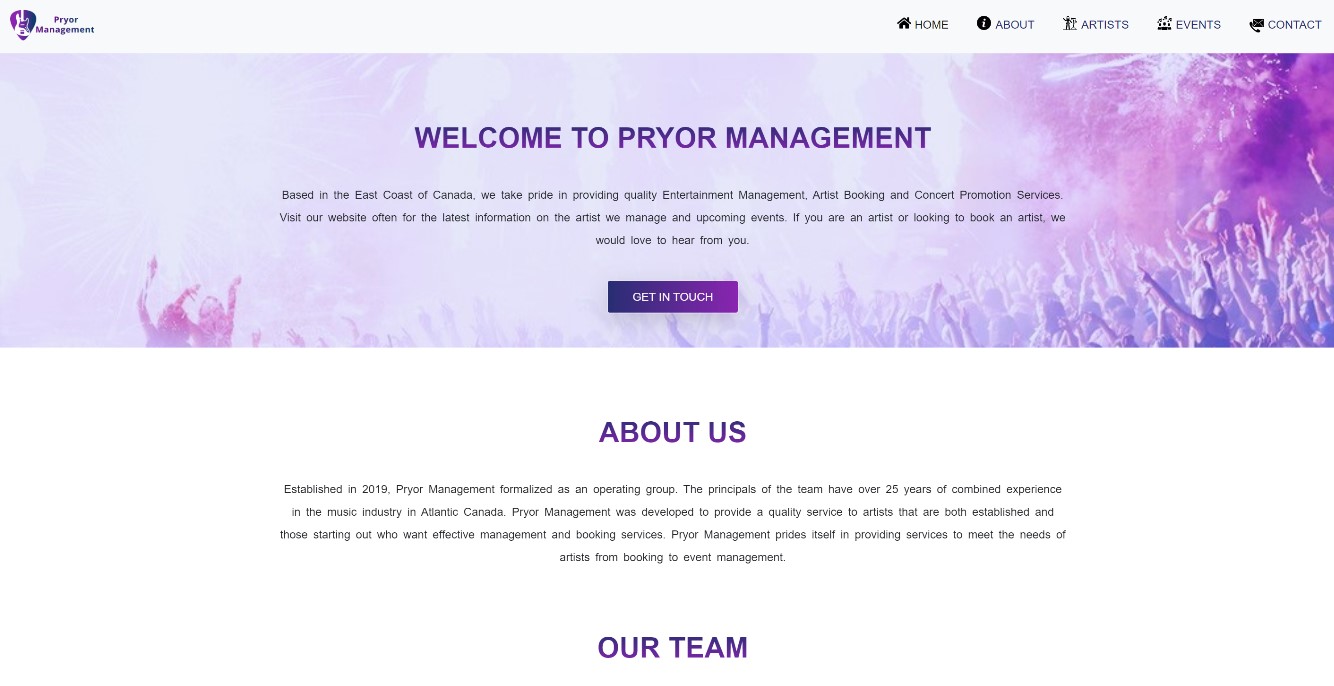 Pryor
Management
HOME
ABOUT
ARTISTS
EVENTS
CONTACT
WELCOME TO PRYOR MANAGEMENT
Based in the East Coast of Canada, we take pride in providing quality Entertainment Management, Artist Booking and Concert Promotion Services.
Visit our website often for the latest information on the artist we manage and upcoming events. If you are an artist or looking to book an artist, we
would love to hear from you.
GET IN TOUCH
ABOUT US
Established in 2019, Pryor Management formalized as an operating group. The principals of the team have over 25 years of combined experience
in the music industry in Atlantic Canada. Pryor Management was developed to provide a quality service to artists that are both established and
those starting out who want effective management and booking services. Pryor Management prides itself in providing services to meet the needs of
artists from booking to event management.
OUR TEAM